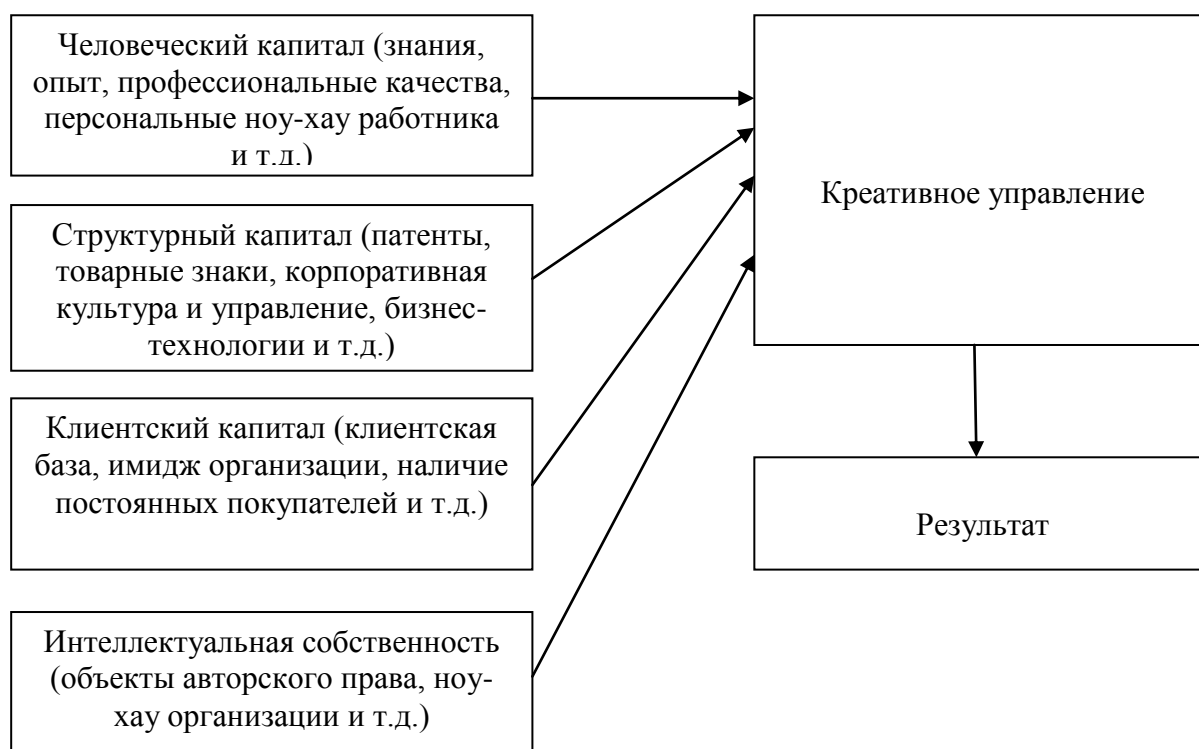 Человеческий капитал (знания,
опыт, профессиональные качества,
персональные ноу-хау работника
и т.д.)
Структурный капитал (патенты,
товарные знаки, корпоративная
культура и управление, бизнес-
технологии и т.д.)
Клиентский капитал (клиентская
база, имидж организации, наличие
постоянных покупателей и т.д.)
Интеллектуальная собственность
(объекты авторского права, ноу-
хау организации и т.д.)
Креативное управление
Результат